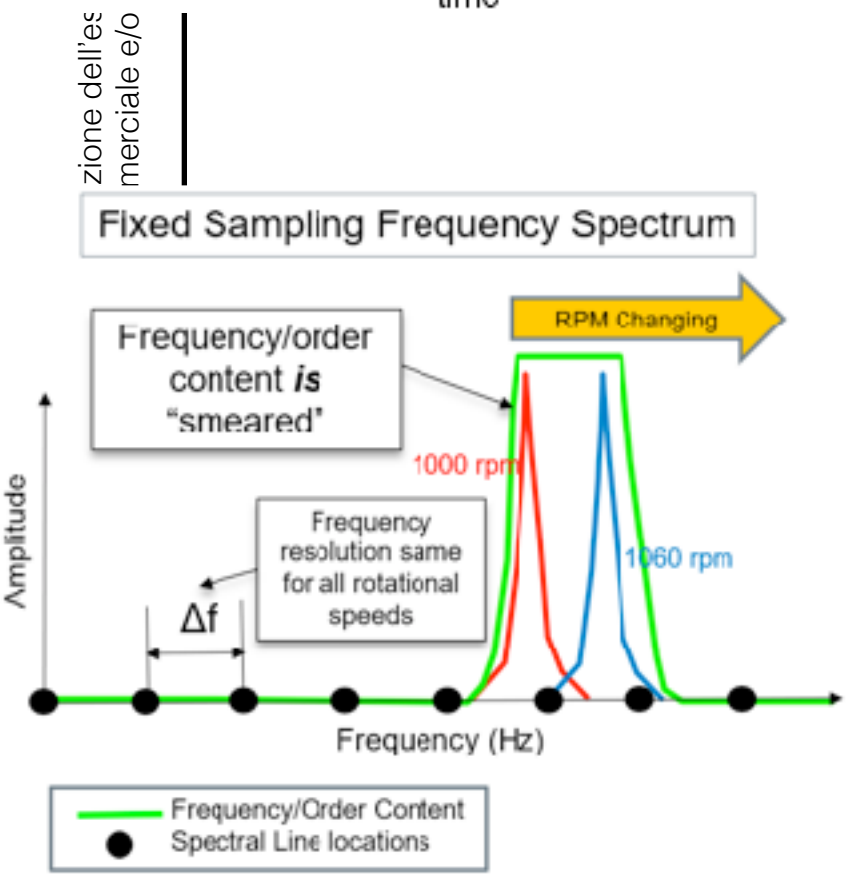 time
zione dell'es
merciale e/o
Fixed Sampling Frequency Spectrum
RPM Changing
Frequency/order
content is
"smeared"
1000 rpm
Frequency
resolution same
for all rotational
speeds
1060 rpm
Δf
Amplitude
Frequency (Hz)
Frequency/Order Content
Spectral Line locations